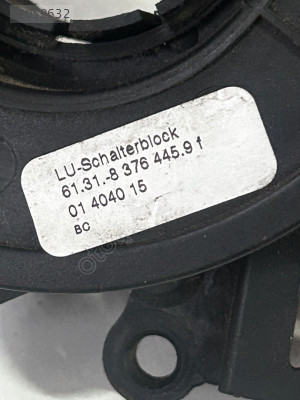 LU-Schalterblock
61.31.-8 376 445.9 f
01 4040 15
BC